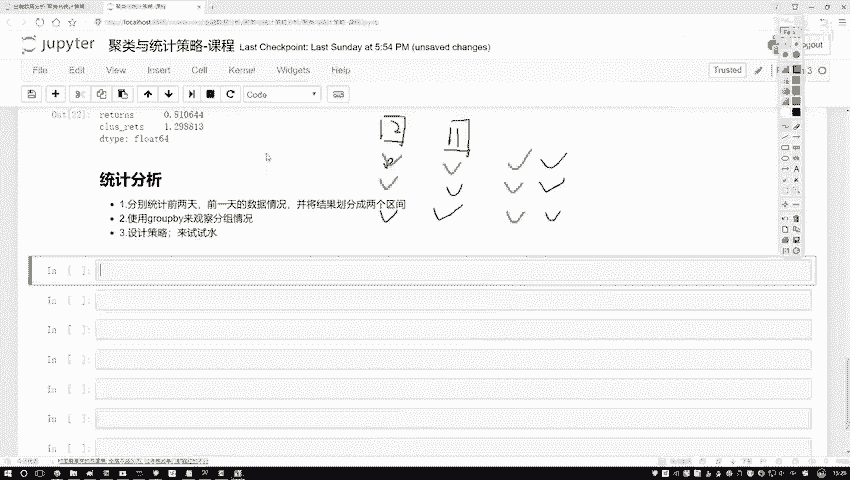 jupyter 聚类与统计策略-课程 Last Checkpoint: Last Sunday at 5:54 PM (unsaved changes)
File Edit View Insert Cell Kernel Widgets Help
Trusted
Code
Out[22]: returns 0.510644
clus_rets 1.298813
dtype: float64
统计分析
1.分别统计前两天，前一天的数据情况，并将结果划分成两个区间
2.使用groupby来观察分组情况
3.设计策略；来试试水
In [ ]:
In [ ]:
In [ ]:
In [ ]:
In [ ]:
In [ ]:
In [ ]: